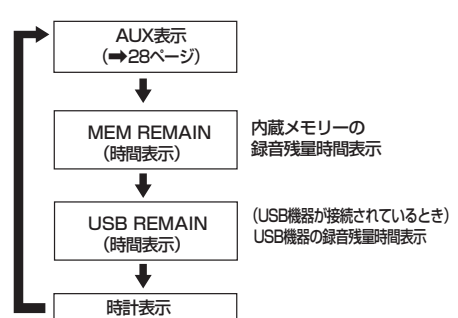 AUX表示
(➡28ページ)
MEM REMAIN
(時間表示)
内蔵メモリーの
録音残量時間表示
USB REMAIN
(時間表示)
(USB機器が接続されているとき)
USB機器の録音残量時間表示
時計表示